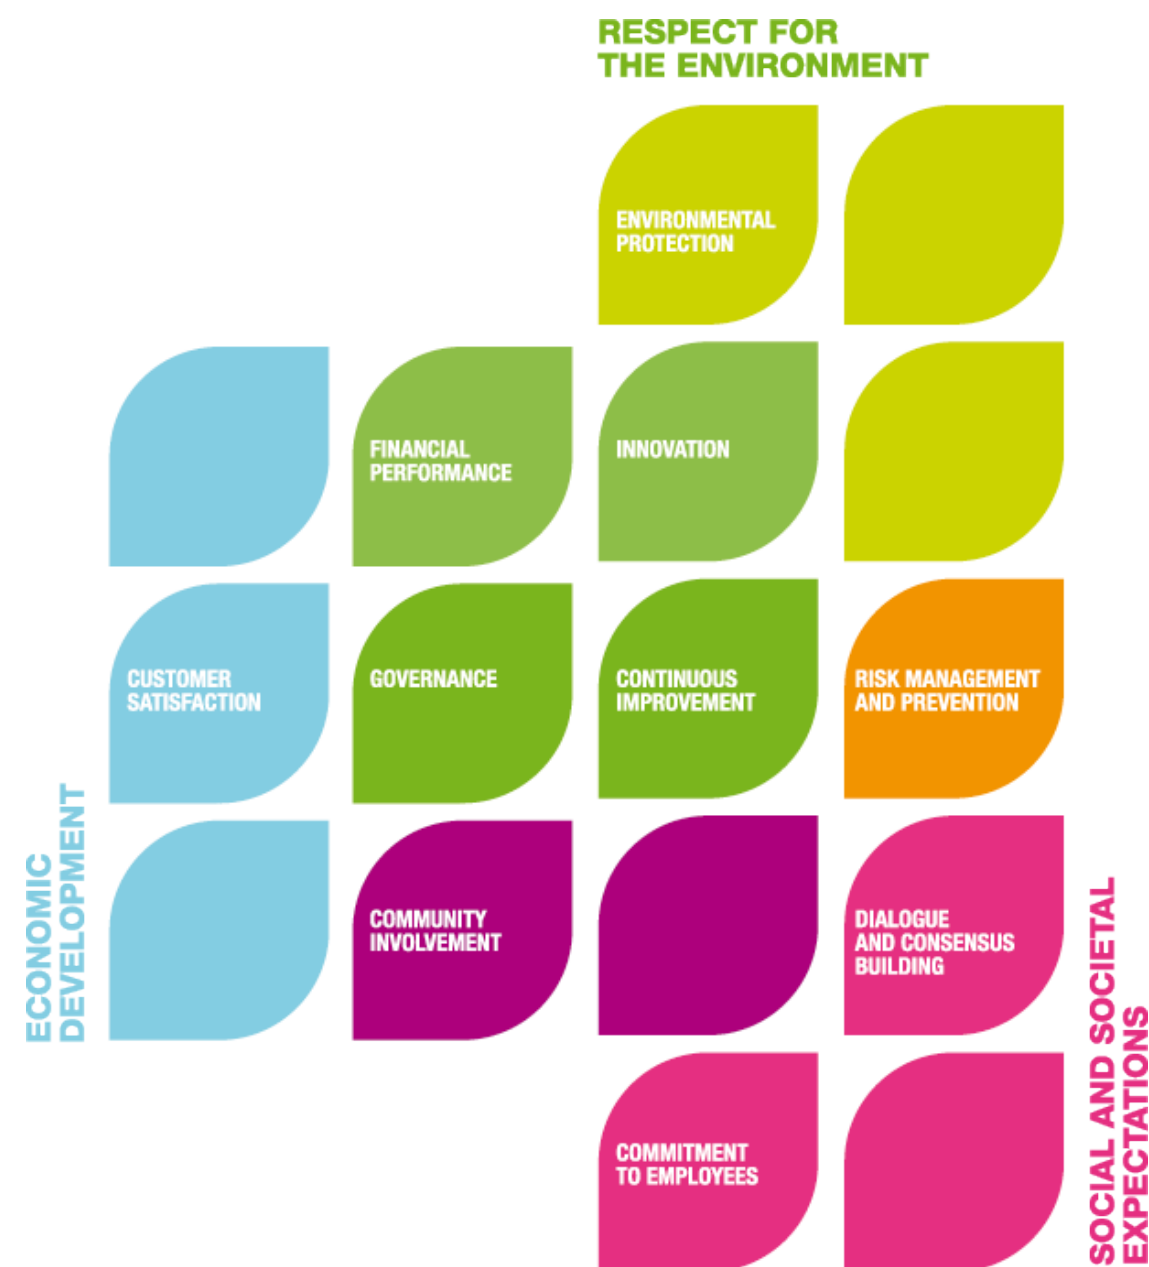 RESPECT FOR
THE ENVIRONMENT
ENVIRONMENTAL
PROTECTION
FINANCIAL
PERFORMANCE
INNOVATION
CUSTOMER
SATISFACTION
GOVERNANCE
CONTINUOUS
IMPROVEMENT
RISK MANAGEMENT
AND PREVENTION
ECONOMIC
DEVELOPMENT
COMMUNITY
INVOLVEMENT
DIALOGUE
AND CONSENSUS
BUILDING
SOCIAL AND SOCIETAL
EXPECTATIONS
COMMITMENT
TO EMPLOYEES